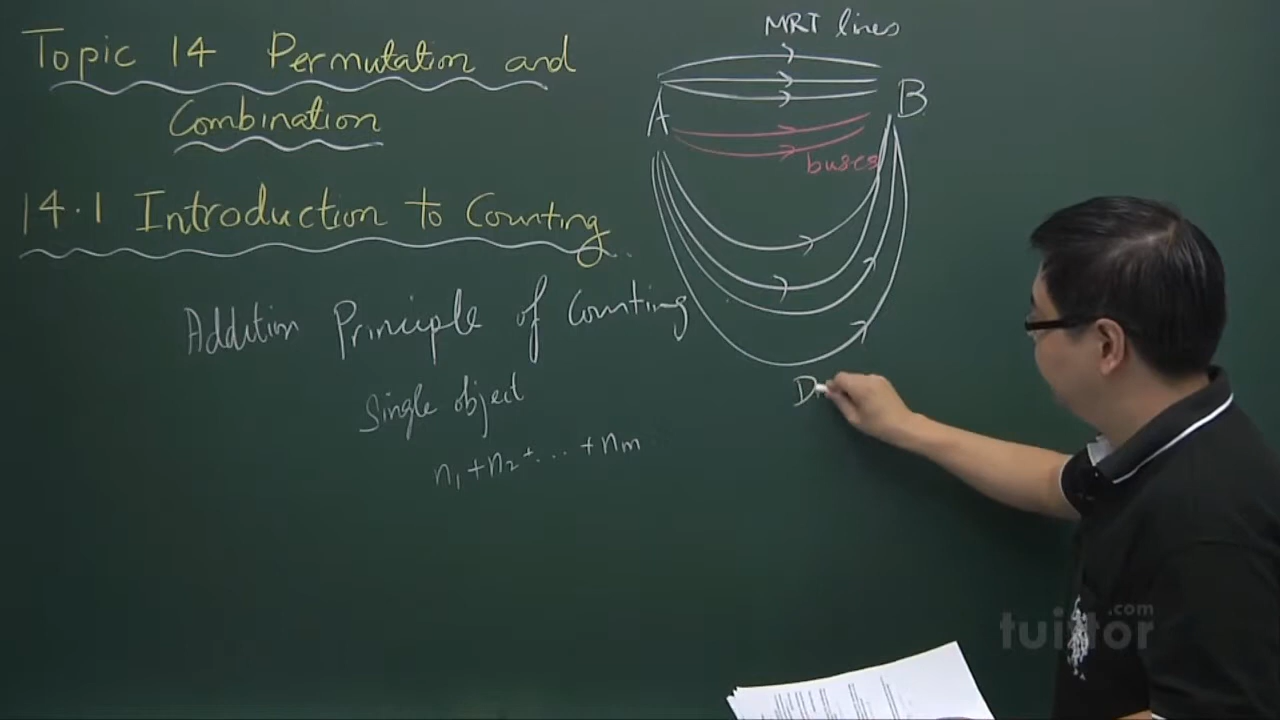 Topic 14 Permutation and
Combination
14.1 Introduction to Counting
Addition Principle of Counting
Single object
n₁ + n₂ + ... + nₘ
MRT lines
A
B
buses
tuittor.com